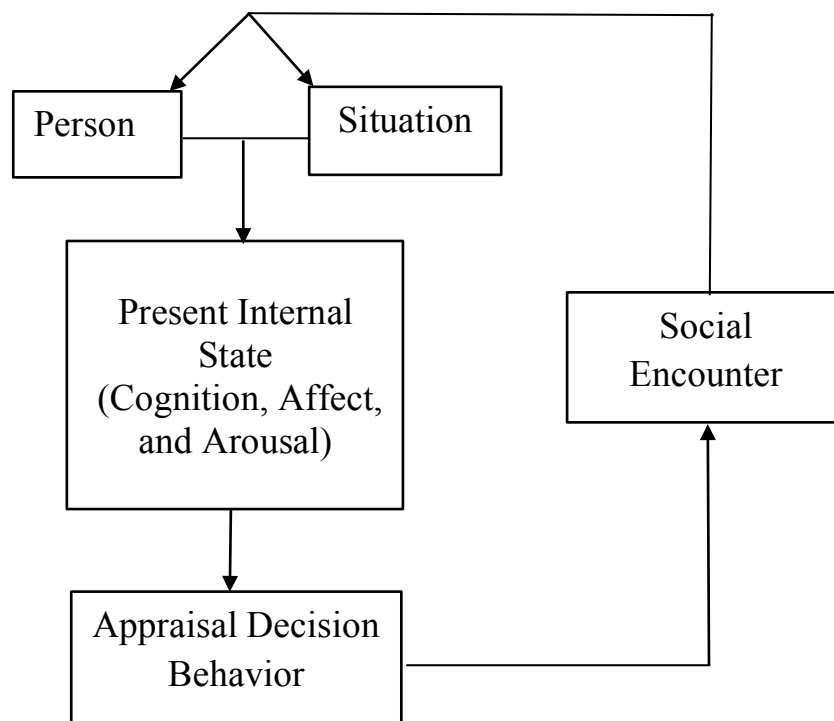 Person
Situation
Present Internal
State
(Cognition, Affect,
and Arousal)
Social
Encounter
Appraisal Decision
Behavior